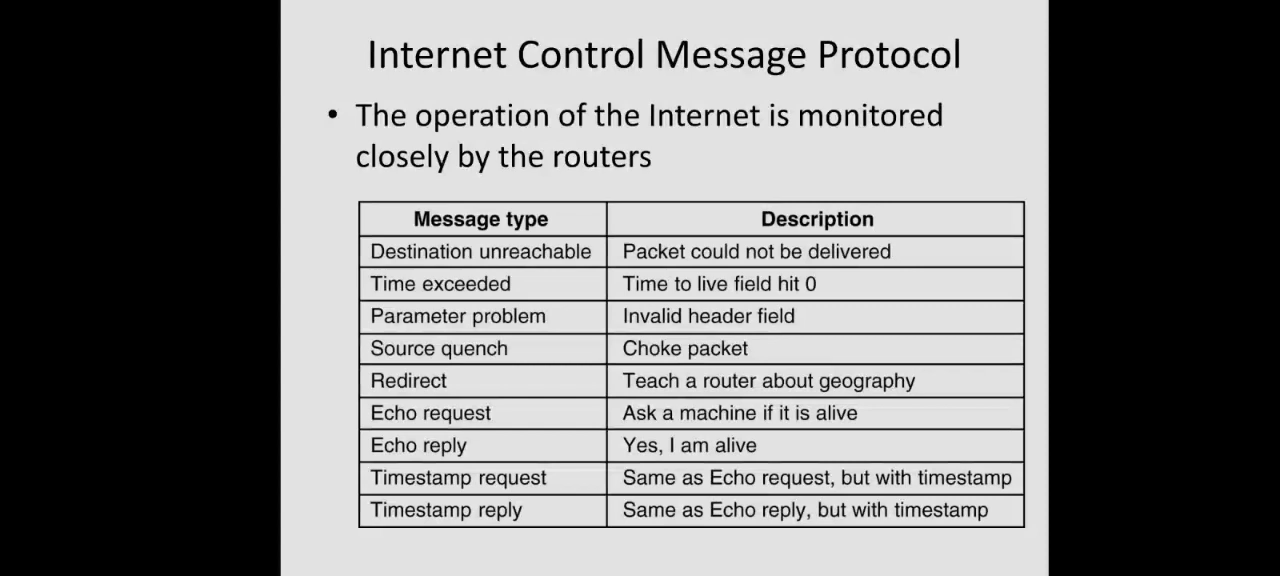 Internet Control Message Protocol
• The operation of the Internet is monitored
closely by the routers
Message type Description
Destination unreachable Packet could not be delivered
Time exceeded Time to live field hit 0
Parameter problem Invalid header field
Source quench Choke packet
Redirect Teach a router about geography
Echo request Ask a machine if it is alive
Echo reply Yes, I am alive
Timestamp request Same as Echo request, but with timestamp
Timestamp reply Same as Echo reply, but with timestamp